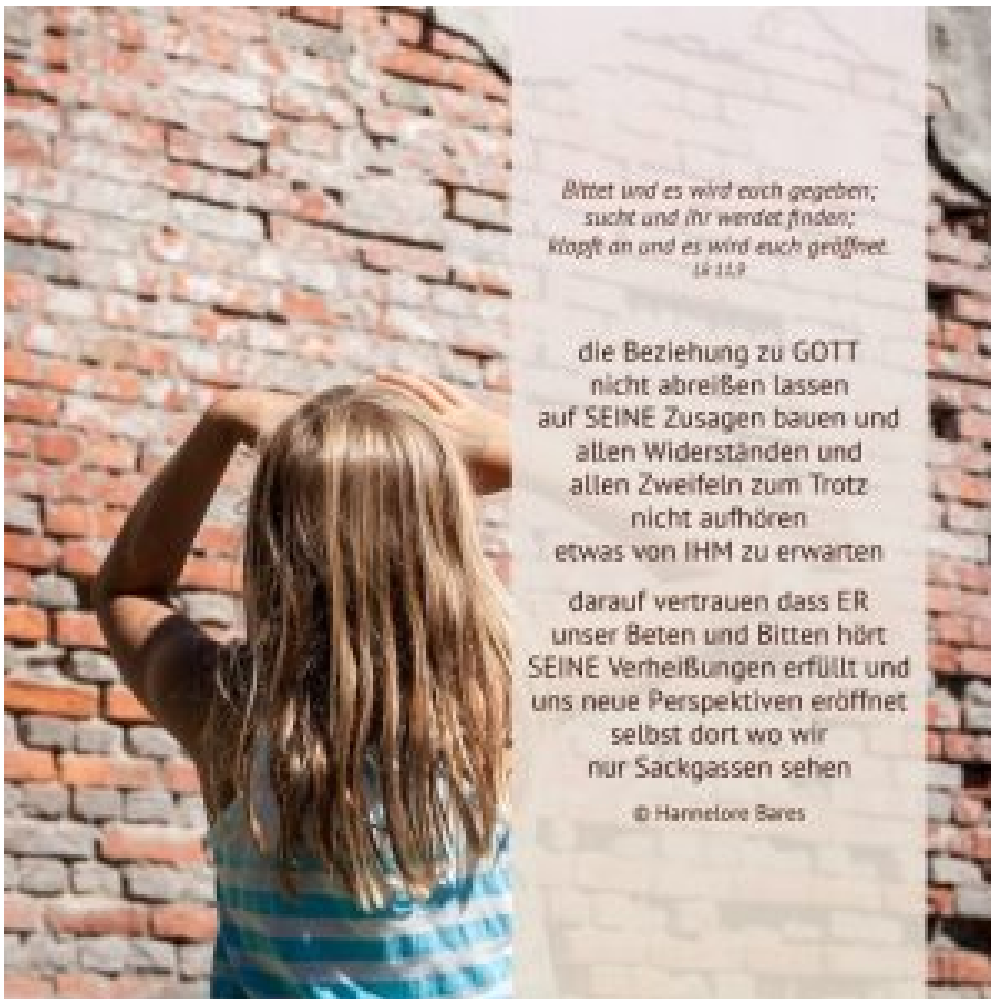 Bittet und es wird euch gegeben;
sucht und ihr werdet finden;
klopft an und es wird euch geöffnet.
Lk 11,9
die Beziehung zu GOTT
nicht abreißen lassen
auf SEINE Zusagen bauen und
allen Widerständen und
allen Zweifeln zum Trotz
nicht aufhören
etwas von IHM zu erwarten
darauf vertrauen dass ER
unser Beten und Bitten hört
SEINE Verheißungen erfüllt und
uns neue Perspektiven eröffnet
selbst dort wo wir
nur Sackgassen sehen
© Hannelore Bares